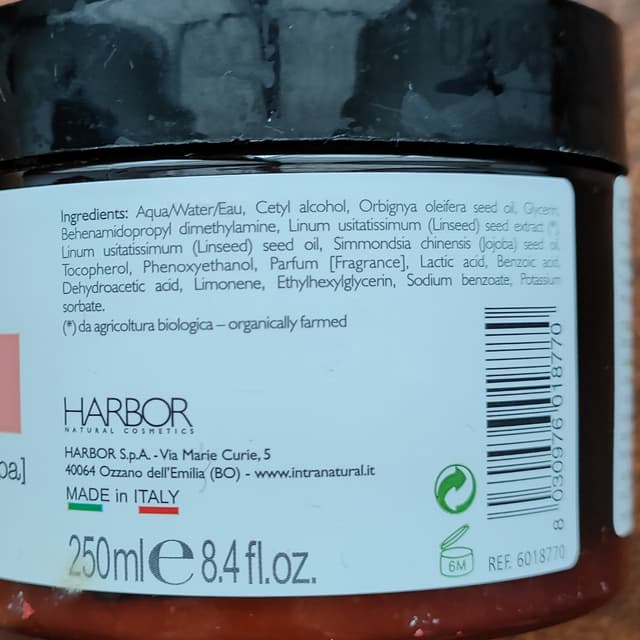 Ingredients: Aqua/Water/Eau, Cetyl alcohol, Orbignya oleifera seed oil, Glycerin,
Behenamidopropyl dimethylamine, Linum usitatissimum (Linseed) seed extract (*),
Linum usitatissimum (Linseed) seed oil, Simmondsia chinensis (Jojoba) seed oil,
Tocopherol, Phenoxyethanol, Parfum [Fragrance], Lactic acid, Benzoic acid,
Dehydroacetic acid, Limonene, Ethylhexylglycerin, Sodium benzoate, Potassium
sorbate.
(*) da agricoltura biologica – organically farmed
HARBOR
NATURAL COSMETICS
HARBOR S.p.A. - Via Marie Curie, 5
40064 Ozzano dell'Emilia (BO) - www.intranatural.it
MADE in ITALY
250ml e 8.4 fl.oz.
oa.]
6M
REF. 6018770
8 030976 018770